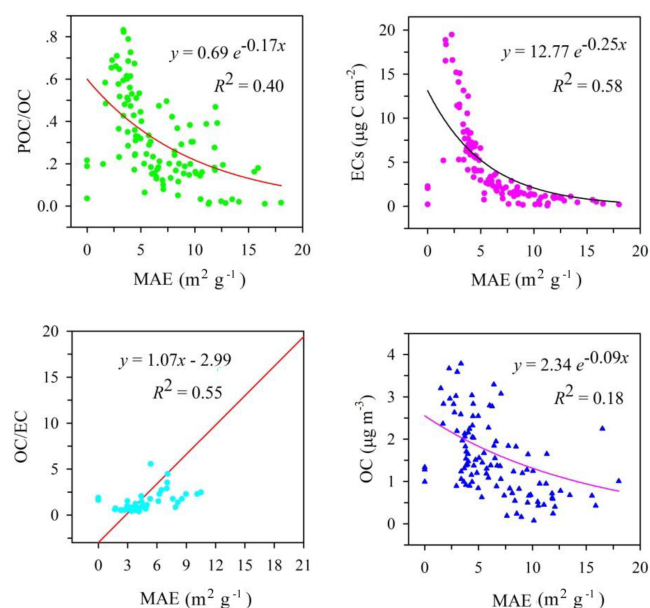 y = 0.69 e-0.17x
R2 = 0.40
POC/OC
.8
.6
.4
.2
0.0
0 5 10 15 20
MAE (m2 g-1)
y = 12.77 e-0.25x
R2 = 0.58
ECs (µg C cm-2)
20
15
10
5
0
0 5 10 15 20
MAE (m2 g-1)
y = 1.07x - 2.99
R2 = 0.55
OC/EC
20
15
10
5
0
0 3 6 9 12 15 18 21
MAE (m2 g-1)
y = 2.34 e-0.09x
R2 = 0.18
OC (µg m-3)
4
3
2
1
0
0 5 10 15 20
MAE (m2 g-1)